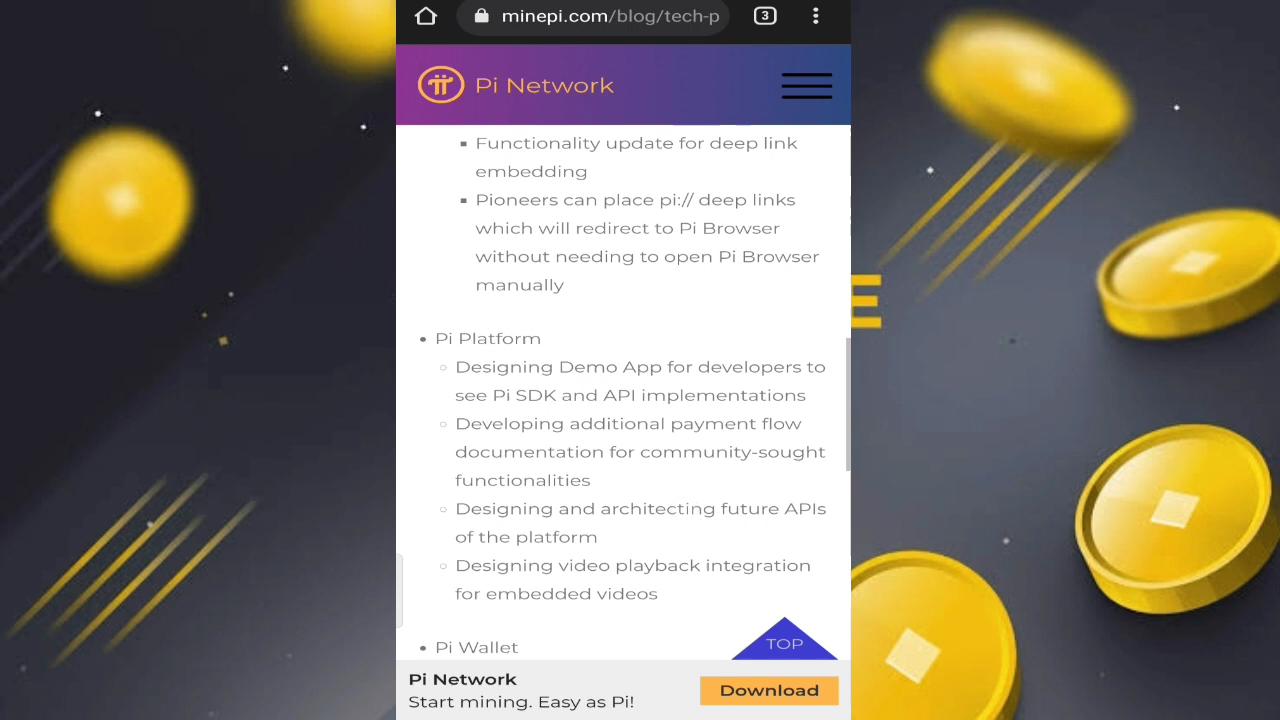 minepi.com/blog/tech-p
3
Pi Network
Functionality update for deep link
embedding
Pioneers can place pi:// deep links
which will redirect to Pi Browser
without needing to open Pi Browser
manually
Pi Platform
Designing Demo App for developers to
see Pi SDK and API implementations
Developing additional payment flow
documentation for community-sought
functionalities
Designing and architecting future APIs
of the platform
Designing video playback integration
for embedded videos
Pi Wallet
TOP
Pi Network
Start mining. Easy as Pi!
Download
E